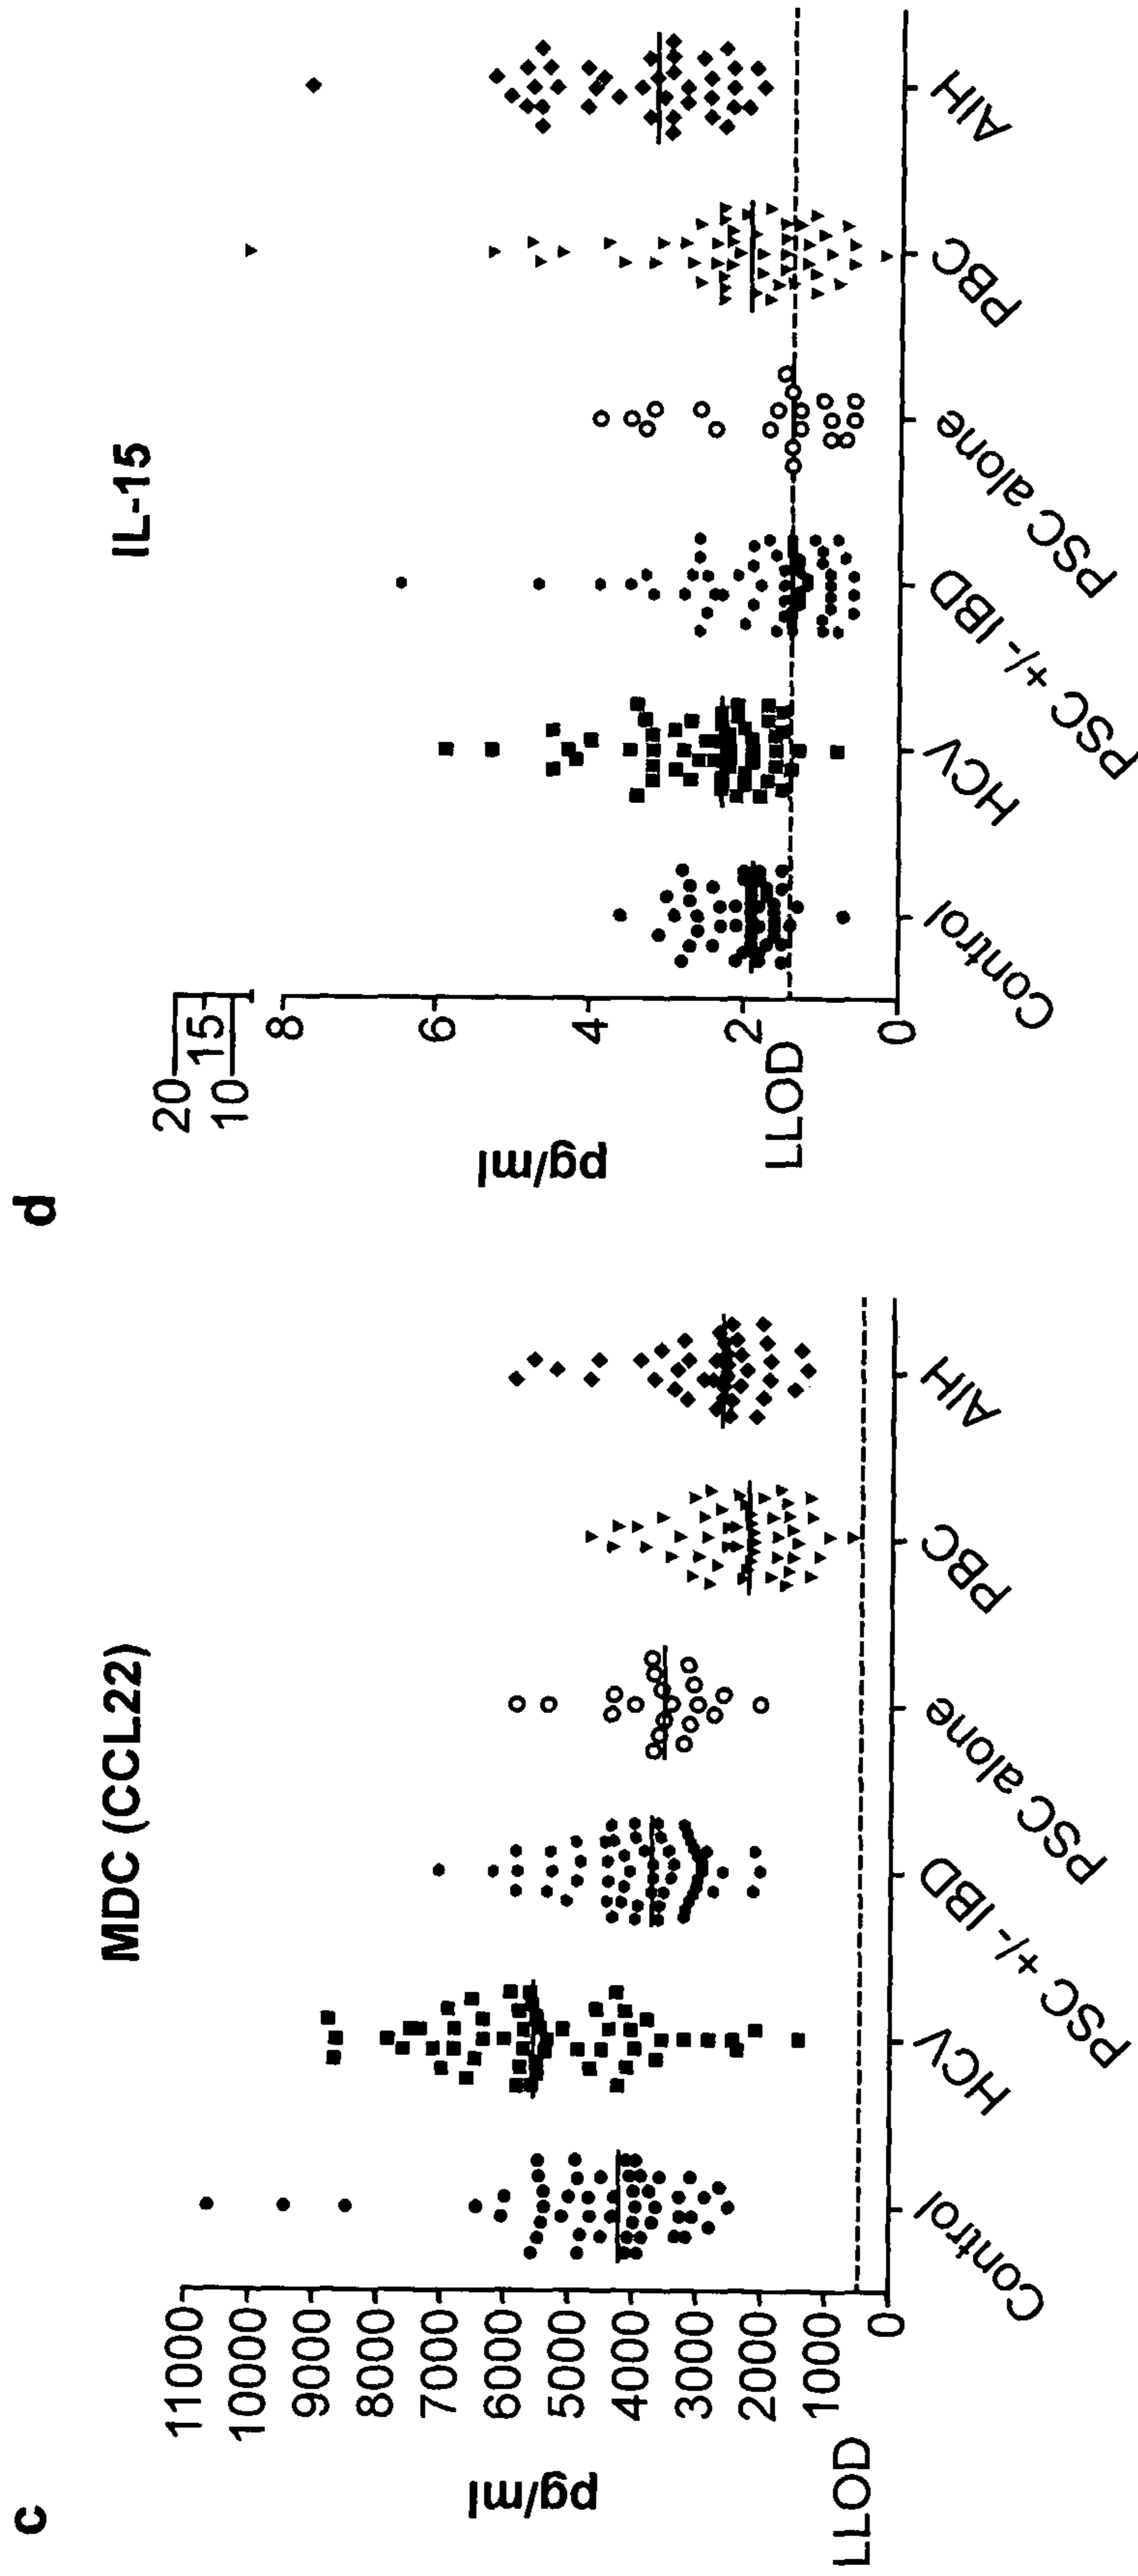 c
MDC (CCL22)
pg/ml
11000
10000
9000
8000
7000
6000
5000
4000
3000
2000
1000
0
LLOD
Control
HCV
PSC +/- IBD
PSC alone
PBC
AIH
d
IL-15
pg/ml
20
15
10
8
6
4
2
0
LLOD
Control
HCV
PSC +/- IBD
PSC alone
PBC
AIH